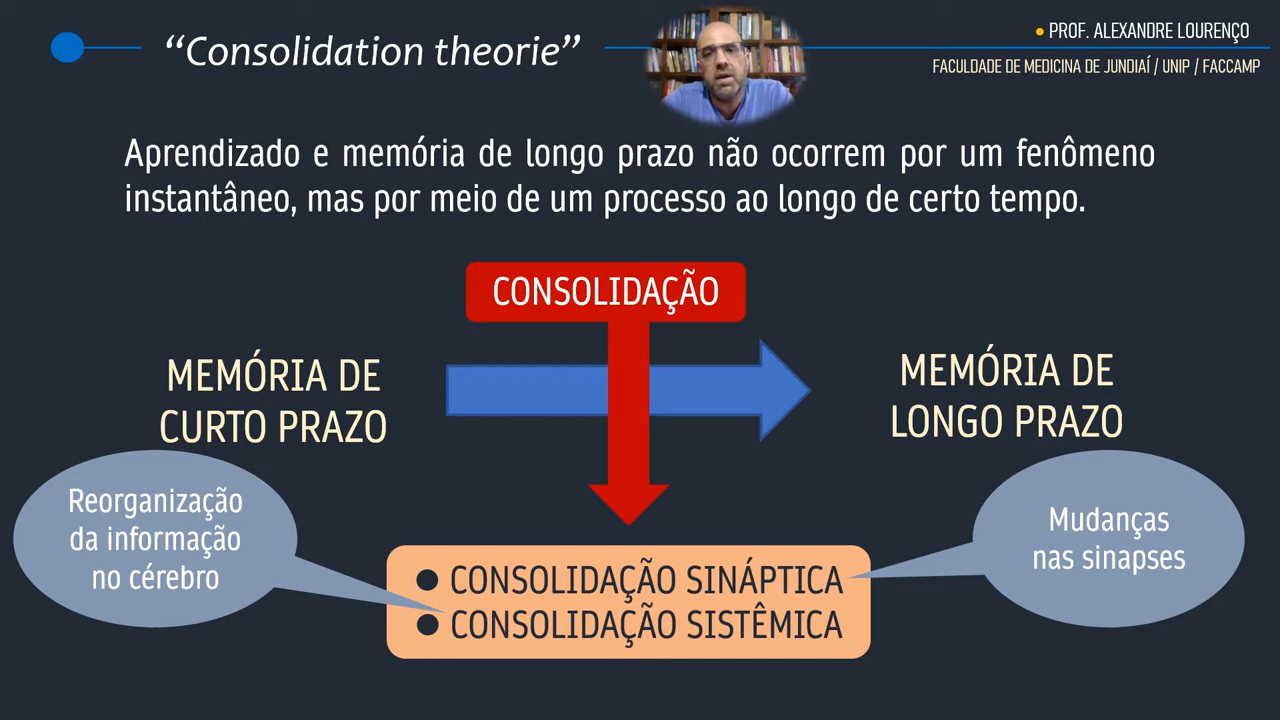 “Consolidation theorie”
PROF. ALEXANDRE LOURENÇO
FACULDADE DE MEDICINA DE JUNDIAÍ / UNIP / FACCAMP
Aprendizado e memória de longo prazo não ocorrem por um fenômeno
instantâneo, mas por meio de um processo ao longo de certo tempo.
CONSOLIDAÇÃO
MEMÓRIA DE
CURTO PRAZO
MEMÓRIA DE
LONGO PRAZO
Reorganização
da informação
no cérebro
Mudanças
nas sinapses
● CONSOLIDAÇÃO SINÁPTICA
● CONSOLIDAÇÃO SISTÊMICA